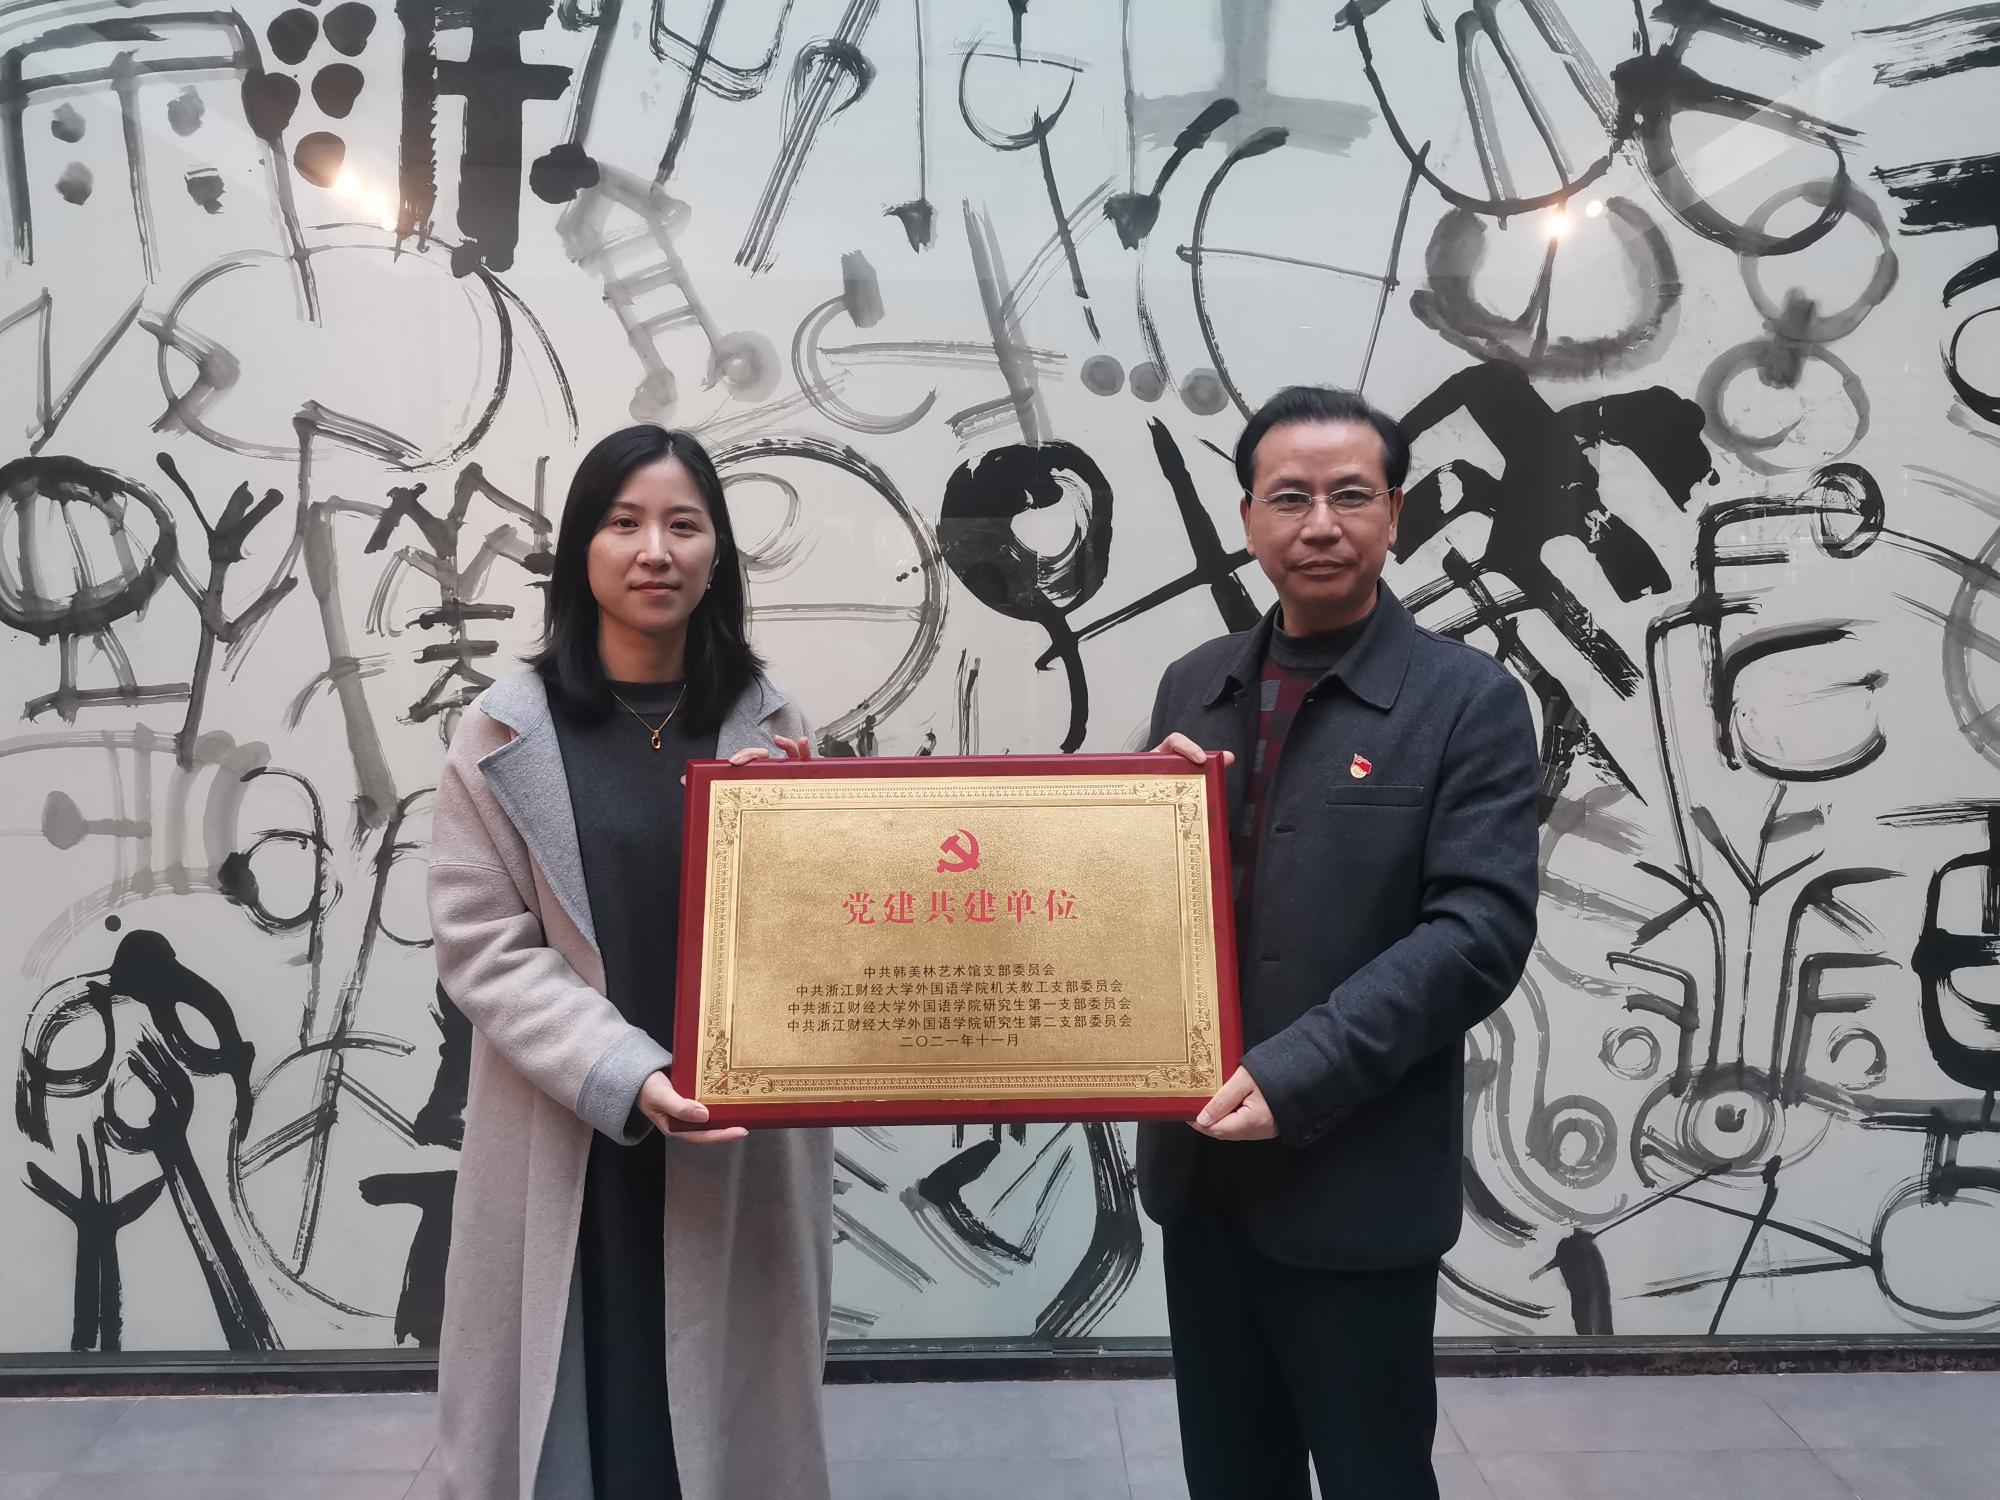 党建共建单位
中共韩美林艺术馆支部委员会
中共浙江财经大学外国语学院机关教工支部委员会
中共浙江财经大学外国语学院研究生第一支部委员会
中共浙江财经大学外国语学院研究生第二支部委员会
二〇二一年十一月